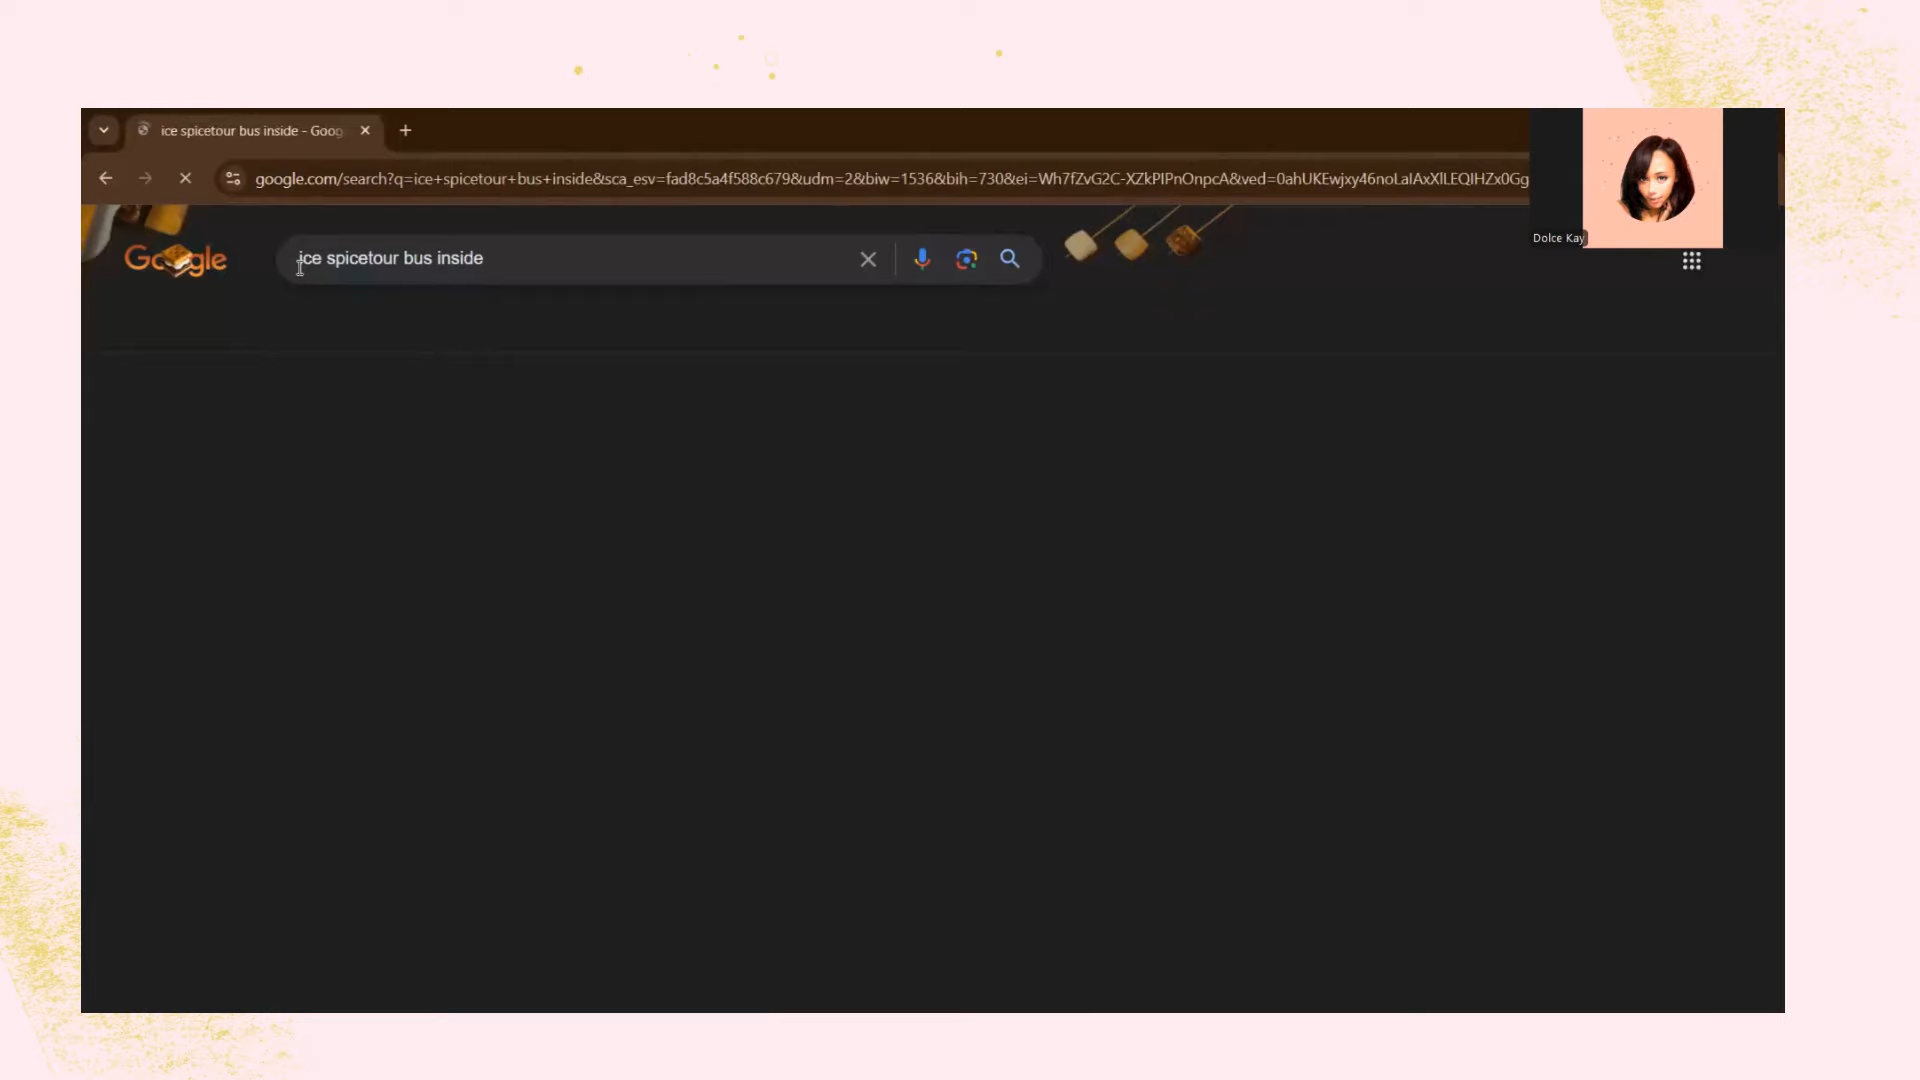 ice spicetour bus inside - Goog
google.com/search?q=ice+spicetour+bus+inside&sca_esv=fad8c5a4f588c679&udm=2&biw=1536&bih=730&ei=Wh7fZvG2C-XZkPIPnOnpcA&ved=0ahUKEwjxy46noLaIAxXlLEQIHZx0Gg
Dolce Kay
Google
ice spicetour bus inside